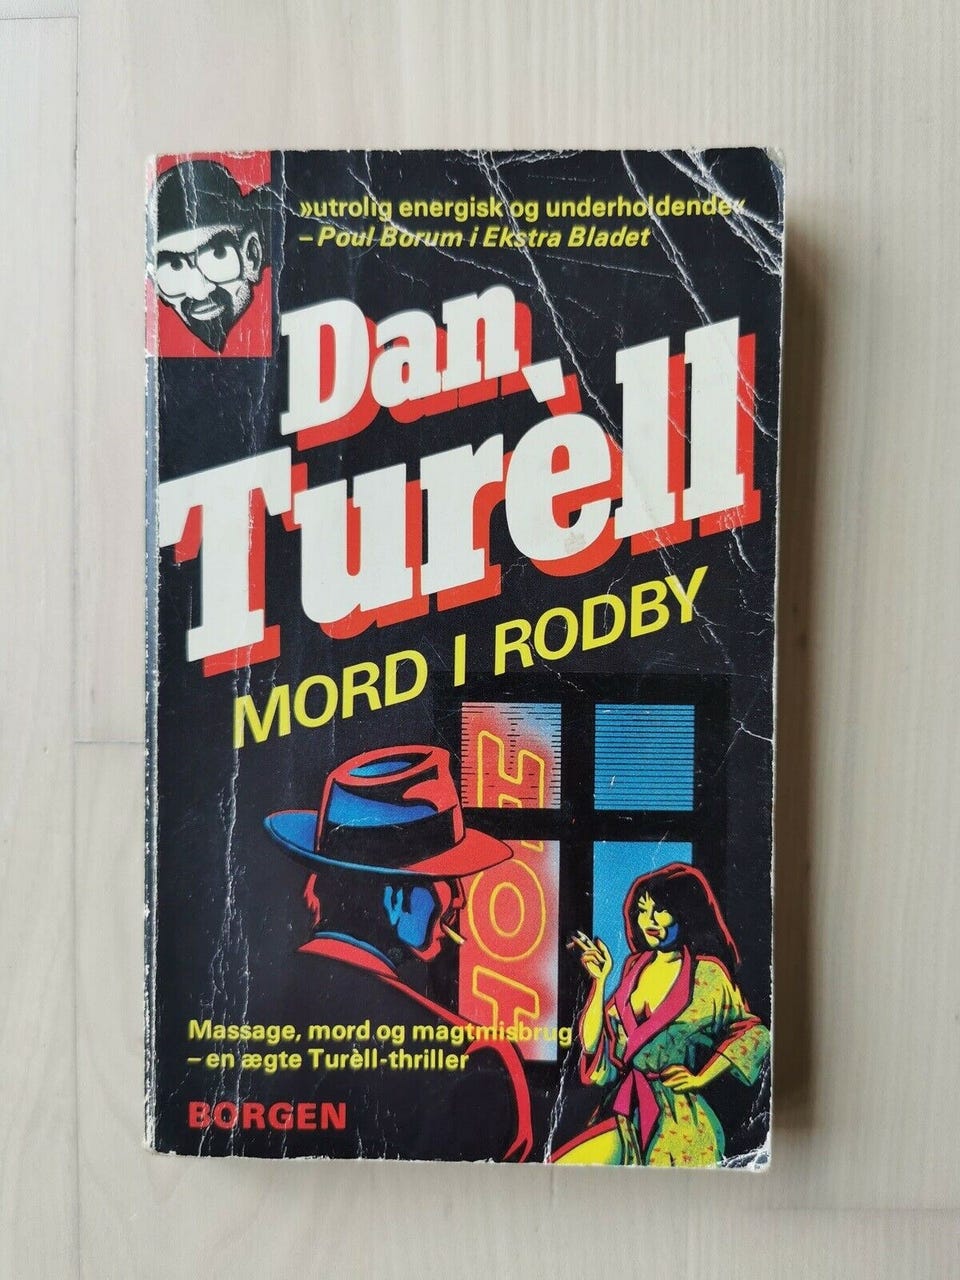 »utrolig energisk og underholdende«
– Poul Borum i Ekstra Bladet
Dan
Turèll
MORD I RODBY
HOT
Massage, mord og magtmisbrug
– en ægte Turèll-thriller
BORGEN